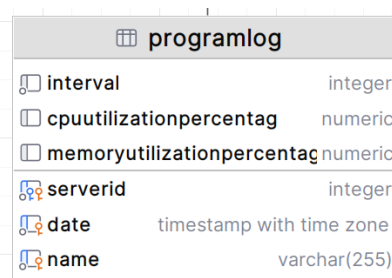 programlog
interval integer
cpuutilizationpercentag numeric
memoryutilizationpercentag numeric
serverid integer
date timestamp with time zone
name varchar(255)